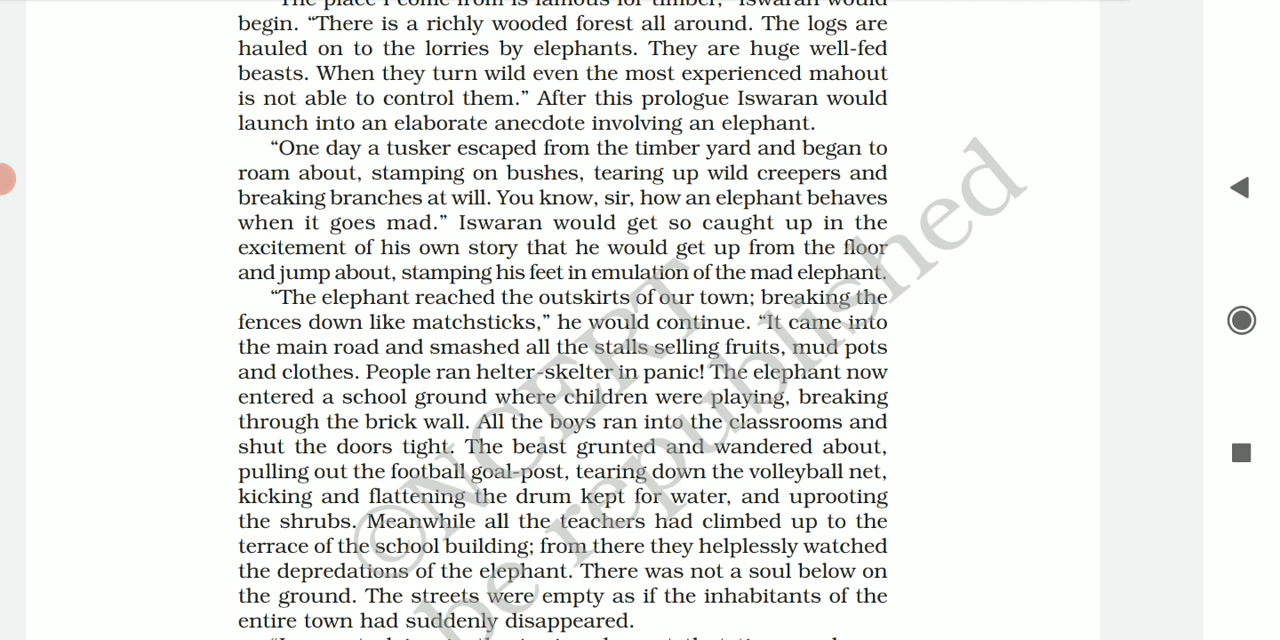 "The place I come from is famous for timber," Iswaran would
begin. "There is a richly wooded forest all around. The logs are
hauled on to the lorries by elephants. They are huge well-fed
beasts. When they turn wild even the most experienced mahout
is not able to control them." After this prologue Iswaran would
launch into an elaborate anecdote involving an elephant.
"One day a tusker escaped from the timber yard and began to
roam about, stamping on bushes, tearing up wild creepers and
breaking branches at will. You know, sir, how an elephant behaves
when it goes mad." Iswaran would get so caught up in the
excitement of his own story that he would get up from the floor
and jump about, stamping his feet in emulation of the mad elephant.
"The elephant reached the outskirts of our town; breaking the
fences down like matchsticks," he would continue. "It came into
the main road and smashed all the stalls selling fruits, mud pots
and clothes. People ran helter-skelter in panic! The elephant now
entered a school ground where children were playing, breaking
through the brick wall. All the boys ran into the classrooms and
shut the doors tight. The beast grunted and wandered about,
pulling out the football goal-post, tearing down the volleyball net,
kicking and flattening the drum kept for water, and uprooting
the shrubs. Meanwhile all the teachers had climbed up to the
terrace of the school building; from there they helplessly watched
the depredations of the elephant. There was not a soul below on
the ground. The streets were empty as if the inhabitants of the
entire town had suddenly disappeared.
©NCERT
be republished